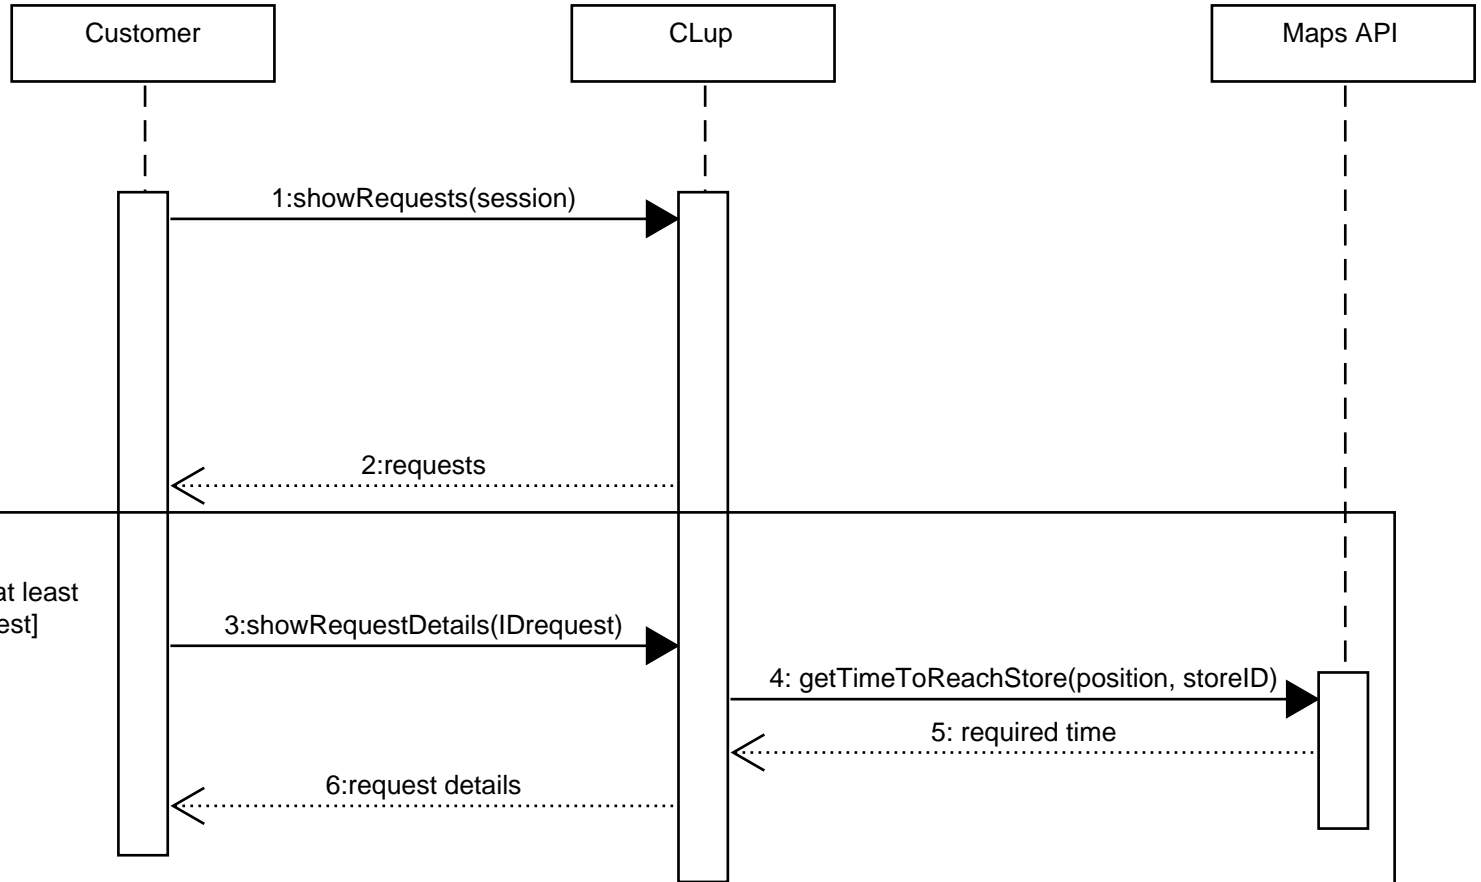 Customer
CLup
Maps API
1:showRequests(session)
2:requests
at least
est]
3:showRequestDetails(IDrequest)
4: getTimeToReachStore(position, storeID)
5: required time
6:request details